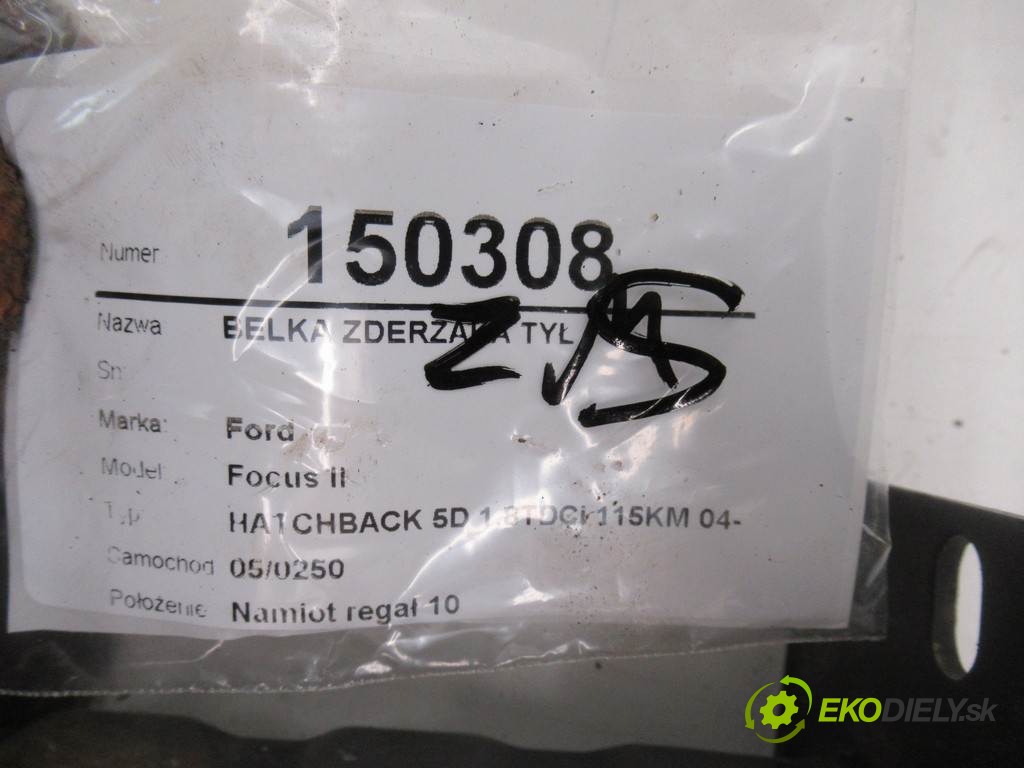 Numer 150308
Nazwa BELKA ZDERZAKA TYŁ
Sn
Marka: Ford
Model: Focus II
Typ HATCHBACK 5D 1.8TDCI 115KM 04-
Samochod 05/0250
Położenie Namiot regał 10
EKODIELY.sk